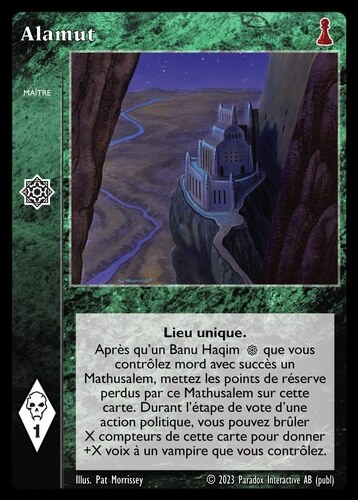 Alamut
MAÎTRE
Lieu unique.
Après qu'un Banu Haqim que vous
contrôlez mord avec succès un
Mathusalem, mettez les points de réserve
perdus par ce Mathusalem sur cette
carte. Durant l'étape de vote d'une
action politique, vous pouvez brûler
X compteurs de cette carte pour donner
+X voix à un vampire que vous contrôlez.
1
Illus. Pat Morrissey © 2023 Paradox Interactive AB (publ)